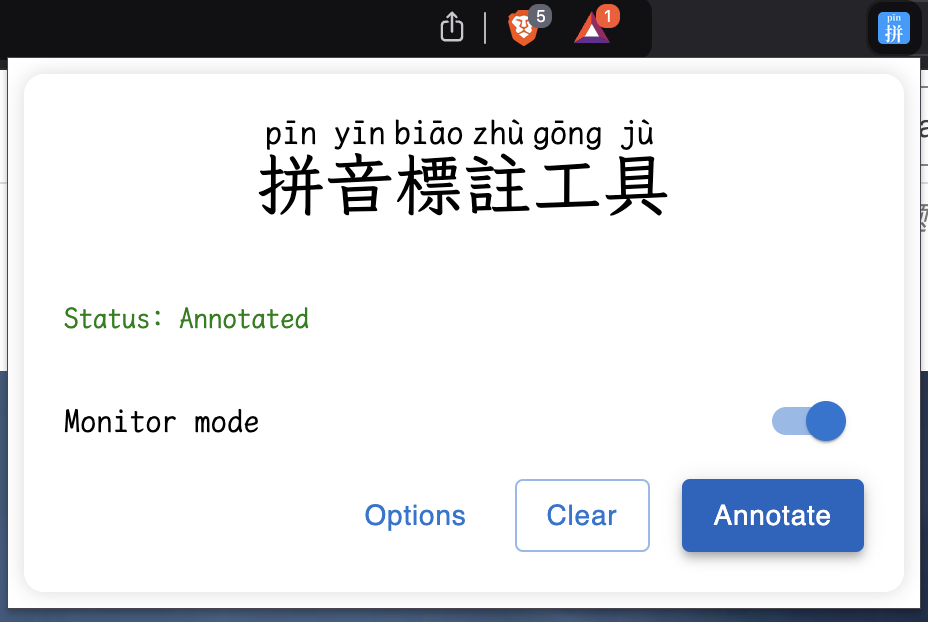 5
1
pīn
拼
pīn yīn biāo zhù gōng jù
拼音標註工具
Status: Annotated
Monitor mode
Options Clear Annotate